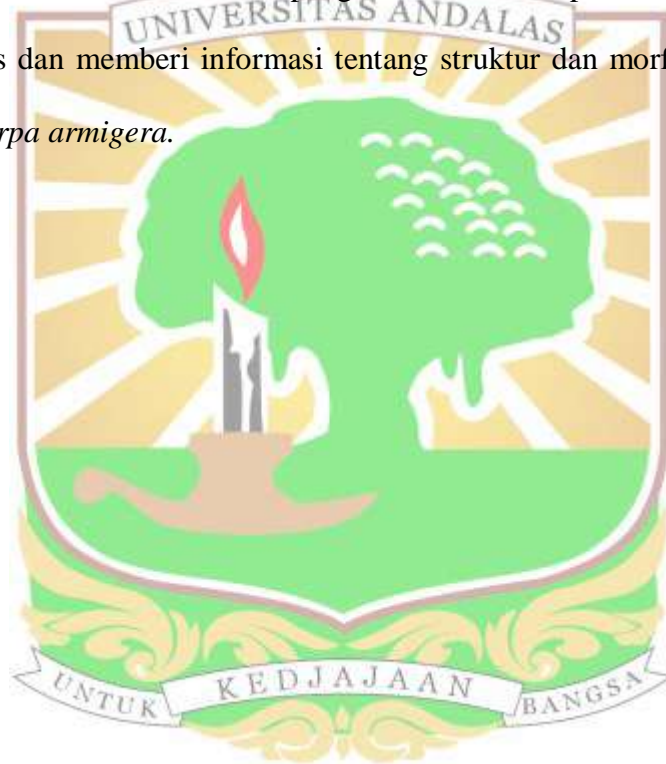 UNIVERSITAS ANDALAS
s dan memberi informasi tentang struktur dan morf
rpa armigera.
UNTUK KEDJAJAAN BANGSA